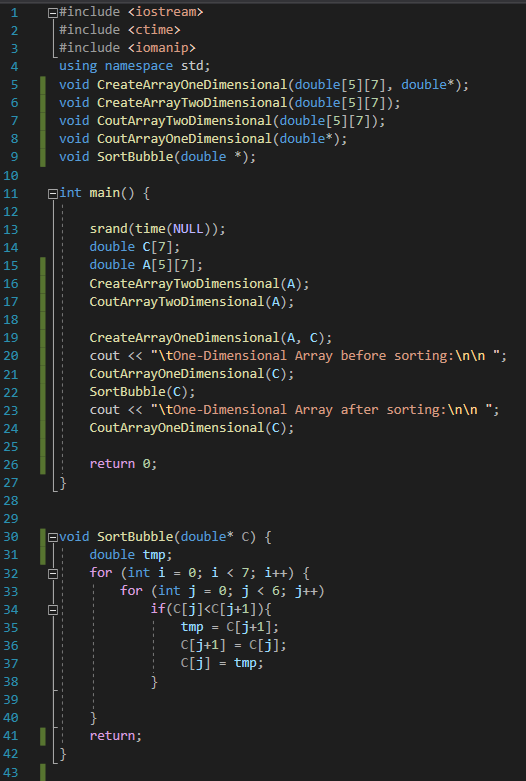 1 #include <iostream>
2 #include <ctime>
3 #include <iomanip>
4 using namespace std;
5 void CreateArrayOneDimensional(double[5][7], double*);
6 void CreateArrayTwoDimensional(double[5][7]);
7 void CoutArrayTwoDimensional(double[5][7]);
8 void CoutArrayOneDimensional(double*);
9 void SortBubble(double *);
10
11 int main() {
12
13 srand(time(NULL));
14 double C[7];
15 double A[5][7];
16 CreateArrayTwoDimensional(A);
17 CoutArrayTwoDimensional(A);
18
19 CreateArrayOneDimensional(A, C);
20 cout << "\tOne-Dimensional Array before sorting:\n\n ";
21 CoutArrayOneDimensional(C);
22 SortBubble(C);
23 cout << "\tOne-Dimensional Array after sorting:\n\n ";
24 CoutArrayOneDimensional(C);
25
26 return 0;
27 }
28
29
30 void SortBubble(double* C) {
31 double tmp;
32 for (int i = 0; i < 7; i++) {
33 for (int j = 0; j < 6; j++)
34 if(C[j]<C[j+1]){
35 tmp = C[j+1];
36 C[j+1] = C[j];
37 C[j] = tmp;
38 }
39
40 }
41 return;
42 }
43